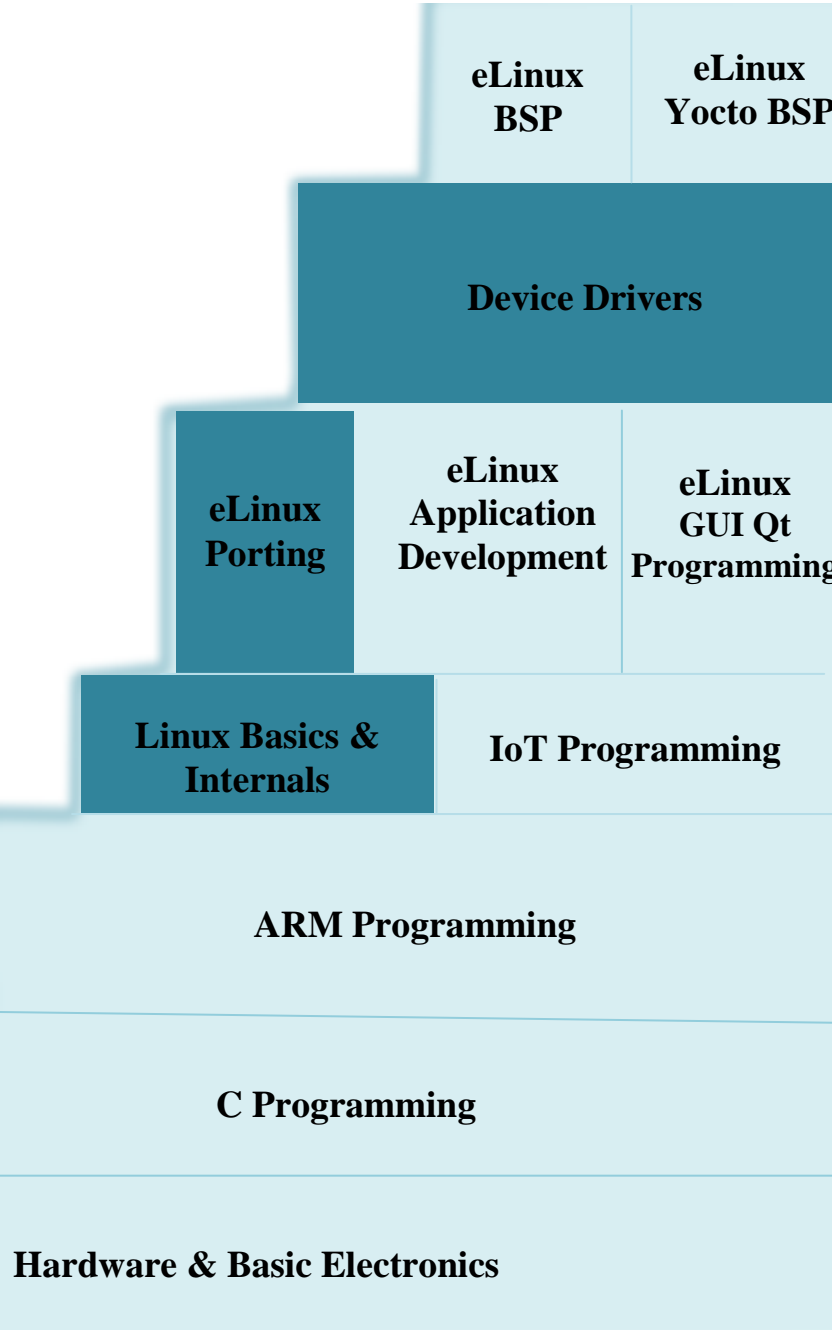 eLinux
BSP
eLinux
Yocto BSP
Device Drivers
eLinux
Porting
eLinux
Application
Development
eLinux
GUI Qt
Programming
Linux Basics &
Internals
IoT Programming
ARM Programming
C Programming
Hardware & Basic Electronics